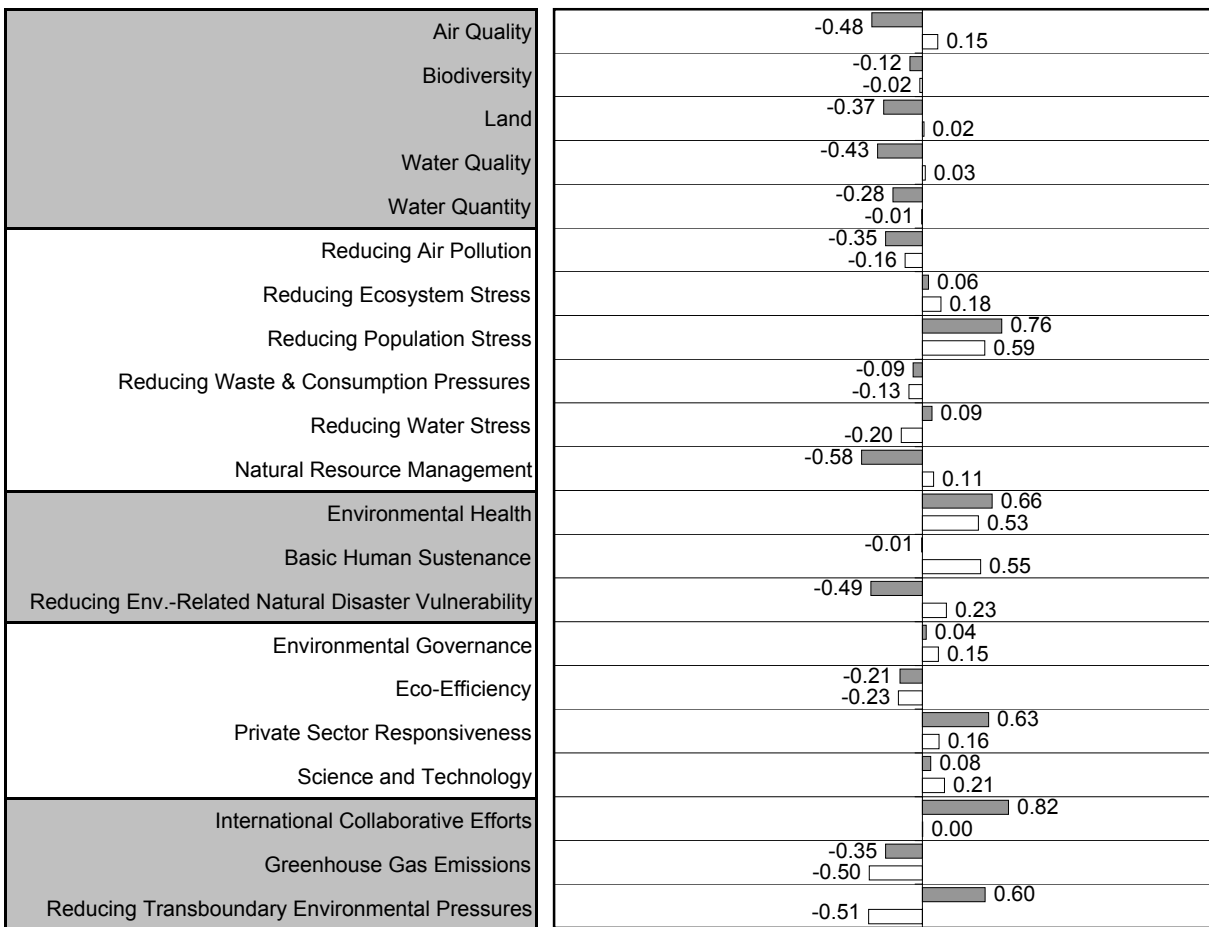 Air Quality
-0.48
0.15
Biodiversity
-0.12
-0.02
Land
-0.37
0.02
Water Quality
-0.43
0.03
Water Quantity
-0.28
-0.01
Reducing Air Pollution
-0.35
-0.16
Reducing Ecosystem Stress
0.06
0.18
Reducing Population Stress
0.76
0.59
Reducing Waste & Consumption Pressures
-0.09
-0.13
Reducing Water Stress
0.09
-0.20
Natural Resource Management
-0.58
0.11
Environmental Health
0.66
0.53
Basic Human Sustenance
-0.01
0.55
Reducing Env.-Related Natural Disaster Vulnerability
-0.49
0.23
Environmental Governance
0.04
0.15
Eco-Efficiency
-0.21
-0.23
Private Sector Responsiveness
0.63
0.16
Science and Technology
0.08
0.21
International Collaborative Efforts
0.82
0.00
Greenhouse Gas Emissions
-0.35
-0.50
Reducing Transboundary Environmental Pressures
0.60
-0.51